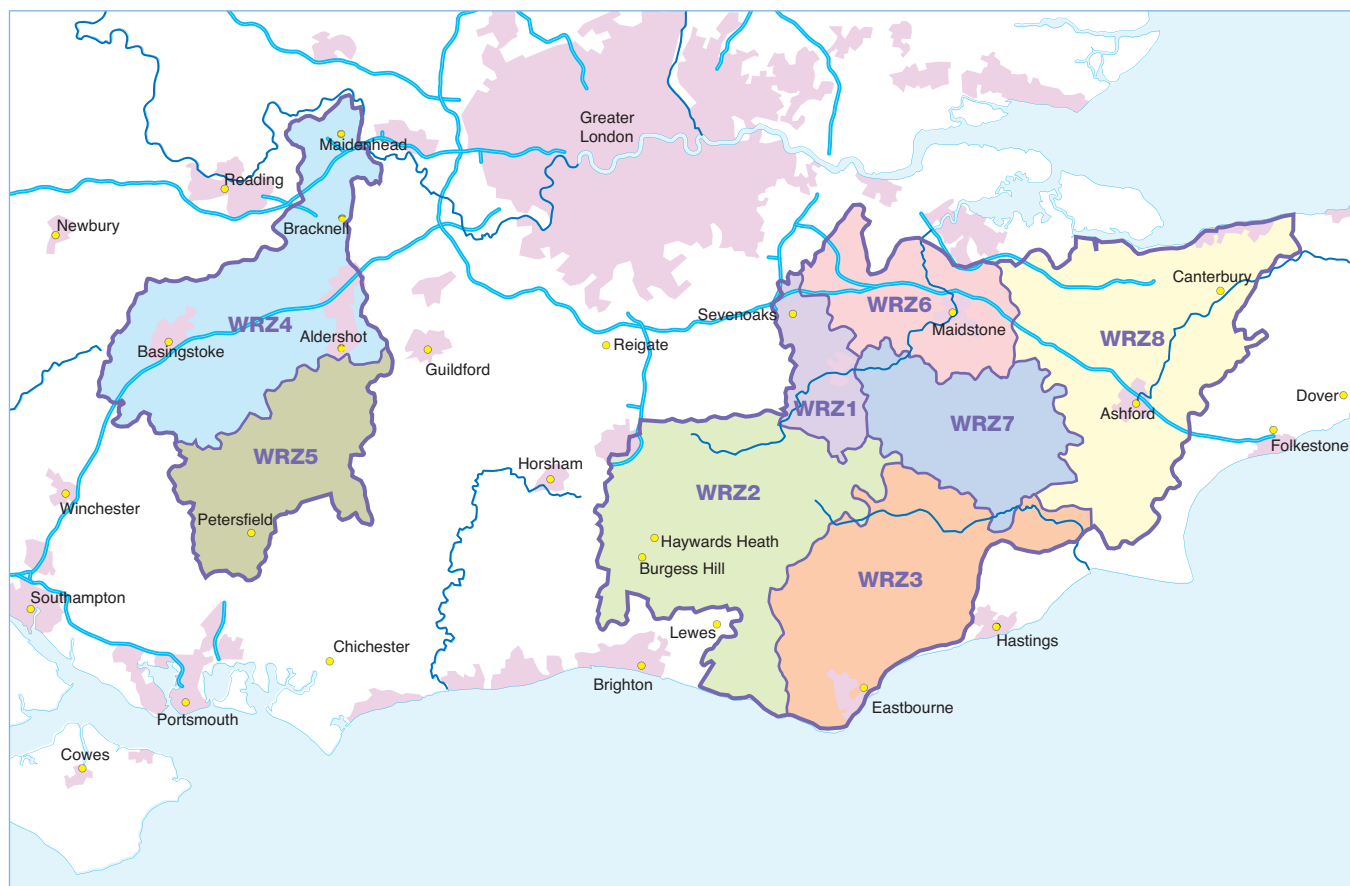 Greater
London
Maidenhead
Reading
Newbury
Bracknell
Canterbury
WRZ6
Sevenoaks
WRZ4
Maidstone
Aldershot
WRZ8
Basingstoke
Reigate
Guildford
Dover
WRZ1
Ashford
WRZ7
Folkestone
WRZ5
Horsham
WRZ2
Winchester
Petersfield
Haywards Heath
Burgess Hill
WRZ3
Southampton
Lewes
Hastings
Chichester
Brighton
Eastbourne
Portsmouth
Cowes